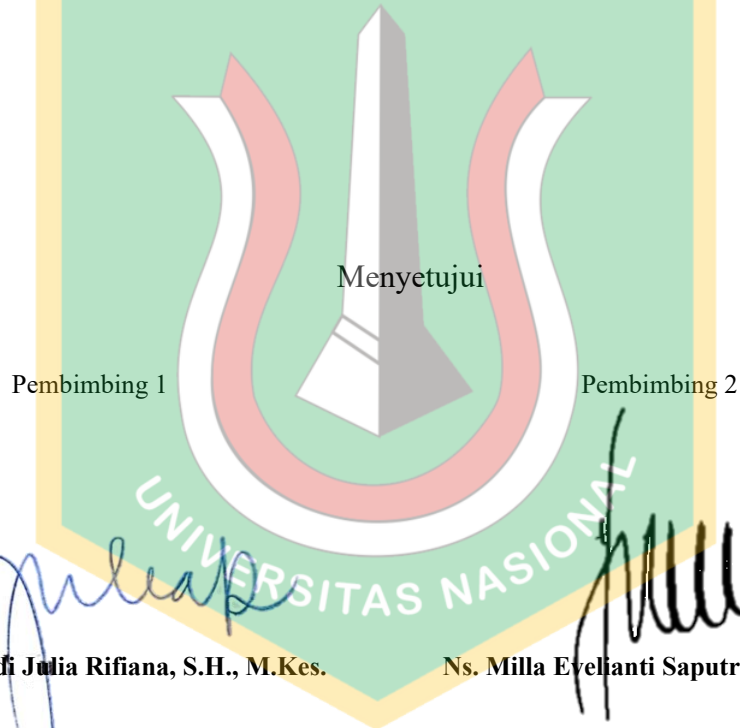 Menyetujui
Pembimbing 1 Pembimbing 2
UNIVERSITAS NASIONAL
Julia Rifiana, S.H., M.Kes. Ns. Milla Evelianti